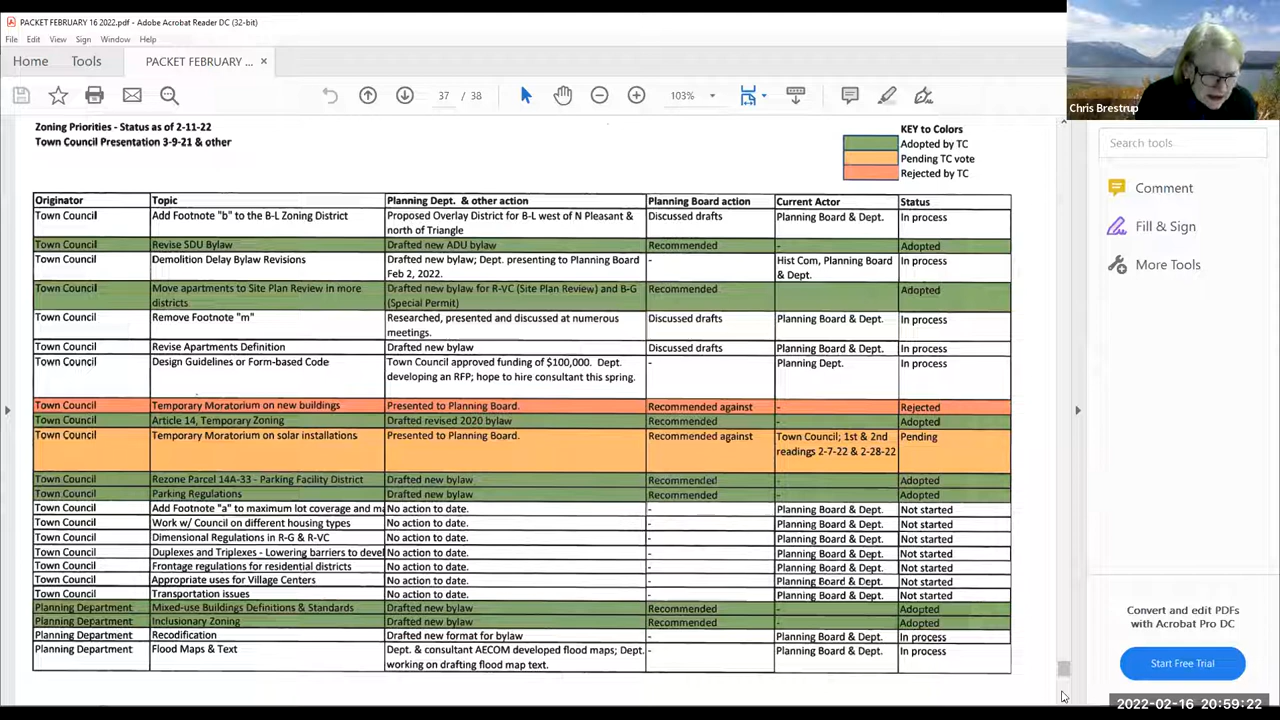 PACKET FEBRUARY 16 2022.pdf - Adobe Acrobat Reader DC (32-bit)
File Edit View Sign Window Help
Home Tools PACKET FEBRUARY ... ×
37 / 38 103%
Chris Brestrup
Zoning Priorities - Status as of 2-11-22
Town Council Presentation 3-9-21 & other
KEY to Colors
Adopted by TC
Pending TC vote
Rejected by TC
Originator Topic Planning Dept. & other action Planning Board action Current Actor Status
Town Council Add Footnote "b" to the B-L Zoning District Proposed Overlay District for B-L west of N Pleasant & Discussed drafts Planning Board & Dept. In process
north of Triangle
Town Council Revise SDU Bylaw Drafted new ADU bylaw Recommended - Adopted
Town Council Demolition Delay Bylaw Revisions Drafted new bylaw; Dept. presenting to Planning Board - Hist Com, Planning Board In process
Feb 2, 2022. & Dept.
Town Council Move apartments to Site Plan Review in more Drafted new bylaw for R-VC (Site Plan Review) and B-G Recommended Adopted
districts (Special Permit)
Town Council Remove Footnote "m" Researched, presented and discussed at numerous Discussed drafts Planning Board & Dept. In process
meetings.
Town Council Revise Apartments Definition Drafted new bylaw Discussed drafts Planning Board & Dept. In process
Town Council Design Guidelines or Form-based Code Town Council approved funding of $100,000. Dept. - Planning Dept. In process
developing an RFP; hope to hire consultant this spring.
Town Council Temporary Moratorium on new buildings Presented to Planning Board. Recommended against - Rejected
Town Council Article 14, Temporary Zoning Drafted revised 2020 bylaw Recommended - Adopted
Town Council Temporary Moratorium on solar installations Presented to Planning Board. Recommended against Town Council; 1st & 2nd Pending
readings 2-7-22 & 2-28-22
Town Council Rezone Parcel 14A-33 - Parking Facility District Drafted new bylaw Recommended - Adopted
Town Council Parking Regulations Drafted new bylaw Recommended - Adopted
Town Council Add Footnote "a" to maximum lot coverage and ma No action to date. - Planning Board & Dept. Not started
Town Council Work w/ Council on different housing types No action to date. - Planning Board & Dept. Not started
Town Council Dimensional Regulations in R-G & R-VC No action to date. - Planning Board & Dept. Not started
Town Council Duplexes and Triplexes - Lowering barriers to devel No action to date. - Planning Board & Dept. Not started
Town Council Frontage regulations for residential districts No action to date. - Planning Board & Dept. Not started
Town Council Appropriate uses for Village Centers No action to date. - Planning Board & Dept. Not started
Town Council Transportation issues No action to date. - Planning Board & Dept. Not started
Planning Department Mixed-use Buildings Definitions & Standards Drafted new bylaw Recommended - Adopted
Planning Department Inclusionary Zoning Drafted new bylaw Recommended - Adopted
Planning Department Recodification Drafted new format for bylaw - Planning Board & Dept. In process
Planning Department Flood Maps & Text Dept. & consultant AECOM developed flood maps; Dept. - Planning Board & Dept. In process
working on drafting flood map text.
Search tools...
Comment
Fill & Sign
More Tools
Convert and edit PDFs
with Acrobat Pro DC
Start Free Trial
2022-02-16 20:59:22